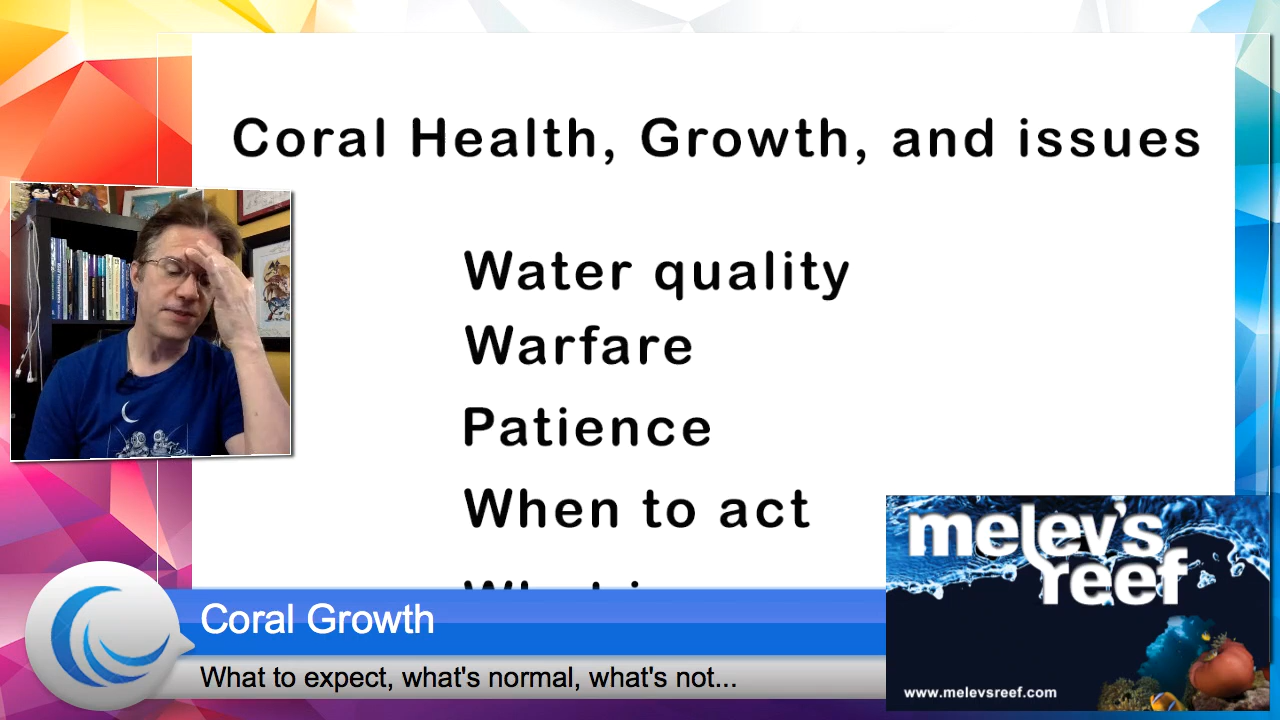 Coral Health, Growth, and issues
Water quality
Warfare
Patience
When to act
Coral Growth
What to expect, what's normal, what's not...
melev's
reef
www.melevsreef.com